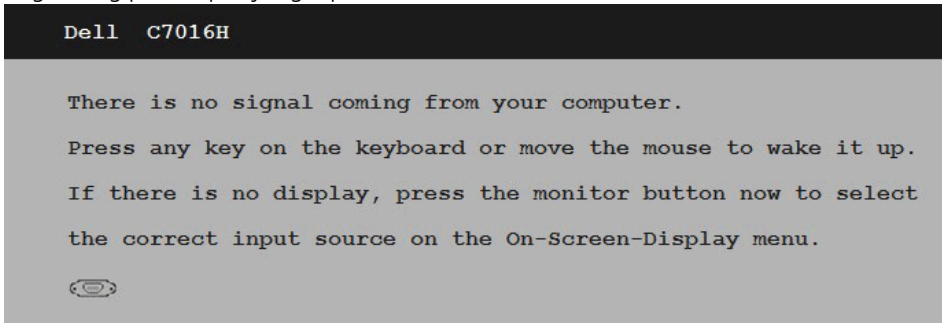 Dell C7016H
There is no signal coming from your computer.
Press any key on the keyboard or move the mouse to wake it up.
If there is no display, press the monitor button now to select
the correct input source on the On-Screen-Display menu.